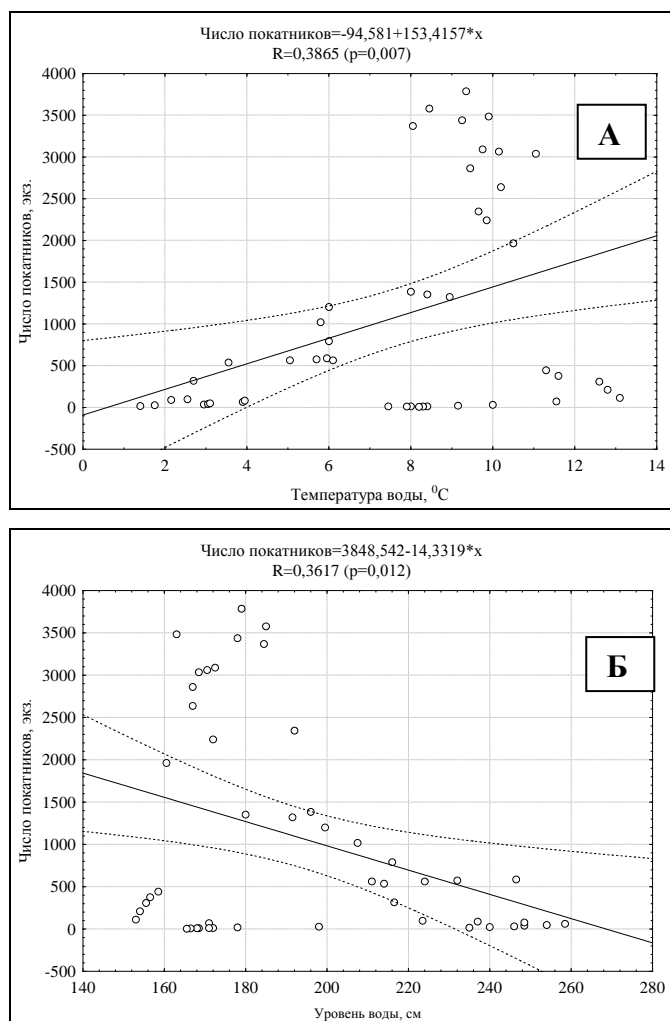 Число покатников=-94,581+153,4157*x
R=0,3865 (p=0,007)
4000
3500
3000
2500
2000
1500
1000
500
0
-500
Число покатников, экз.
А
0 2 4 6 8 10 12 14
Температура воды, ⁰С
Число покатников=3848,542-14,3319*x
R=0,3617 (p=0,012)
4000
3500
3000
2500
2000
1500
1000
500
0
-500
Число покатников, экз.
Б
140 160 180 200 220 240 260 280
Уровень воды, см